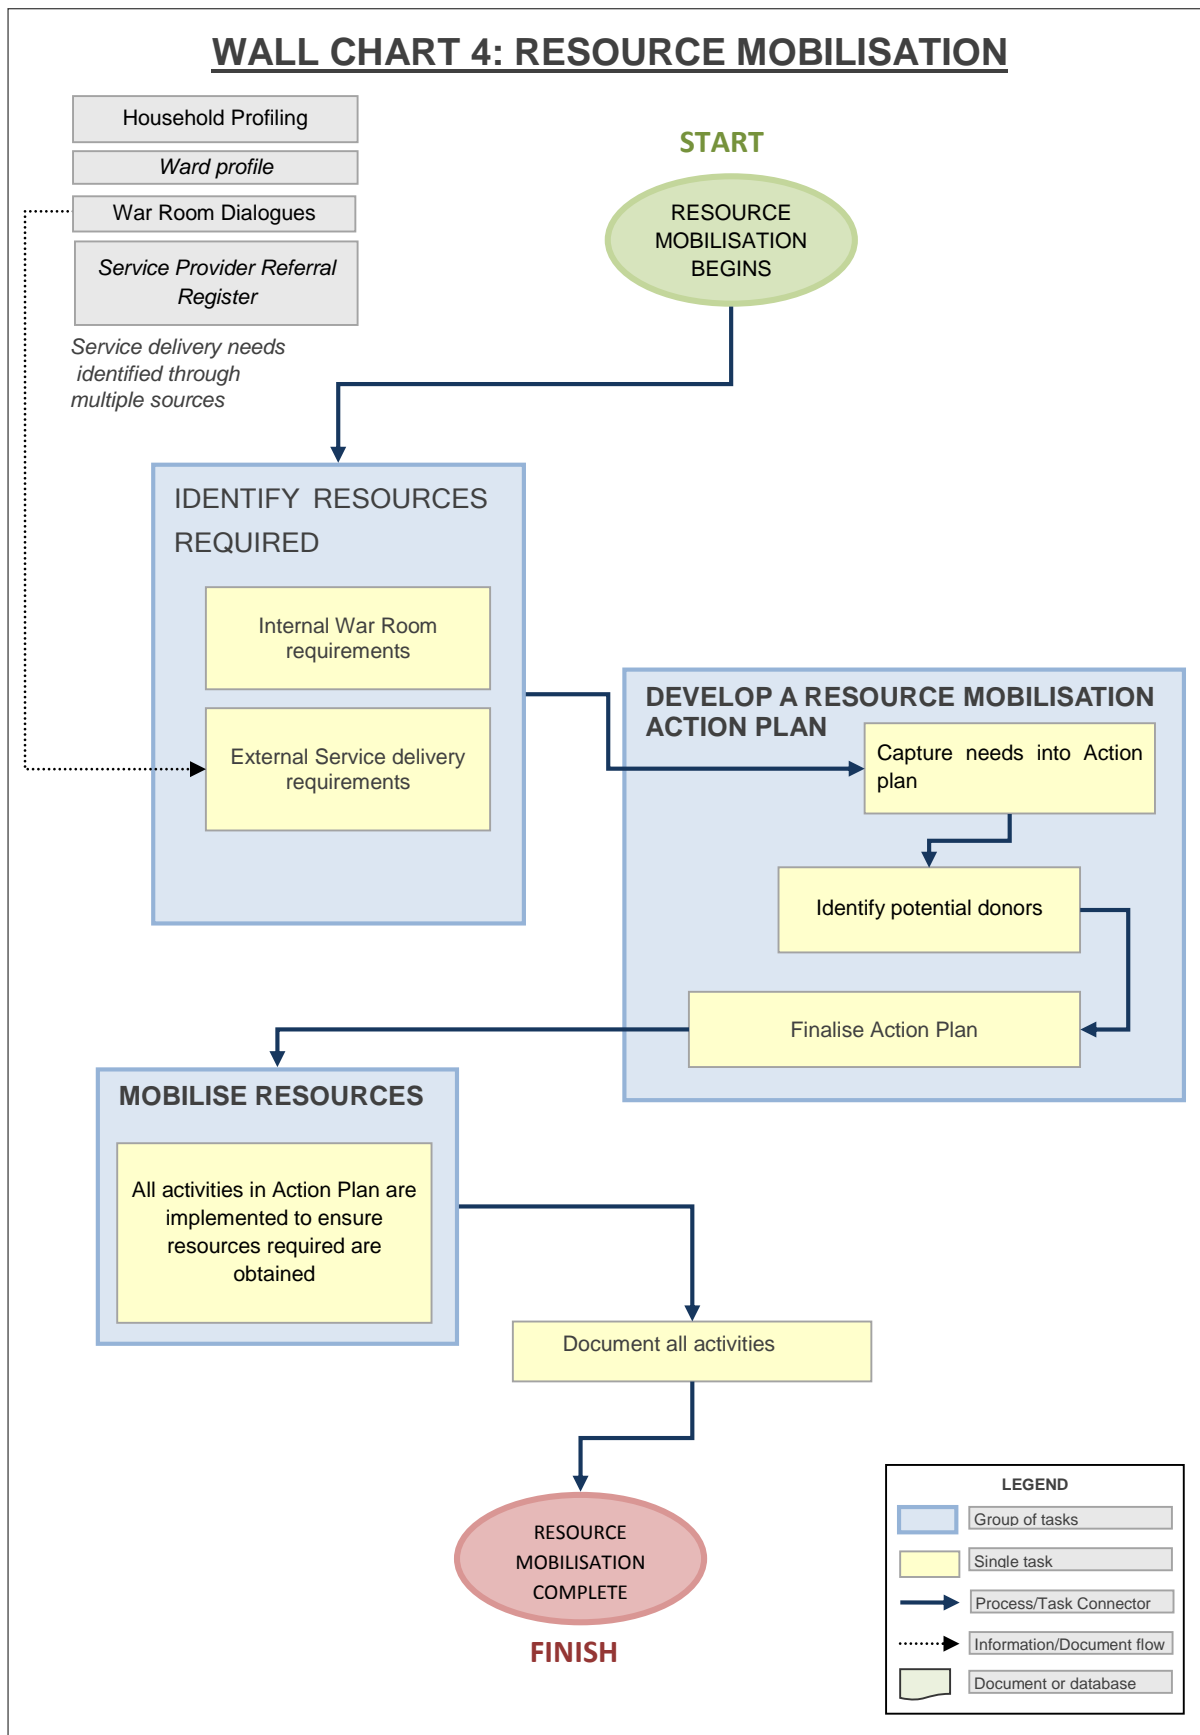 WALL CHART 4: RESOURCE MOBILISATION
Household Profiling
Ward profile
War Room Dialogues
Service Provider Referral
Register
Service delivery needs
identified through
multiple sources
START
RESOURCE
MOBILISATION
BEGINS
IDENTIFY RESOURCES
REQUIRED
Internal War Room
requirements
External Service delivery
requirements
DEVELOP A RESOURCE MOBILISATION
ACTION PLAN
Capture needs into Action
plan
Identify potential donors
Finalise Action Plan
MOBILISE RESOURCES
All activities in Action Plan are
implemented to ensure
resources required are
obtained
Document all activities
RESOURCE
MOBILISATION
COMPLETE
FINISH
LEGEND
Group of tasks
Single task
Process/Task Connector
Information/Document flow
Document or database